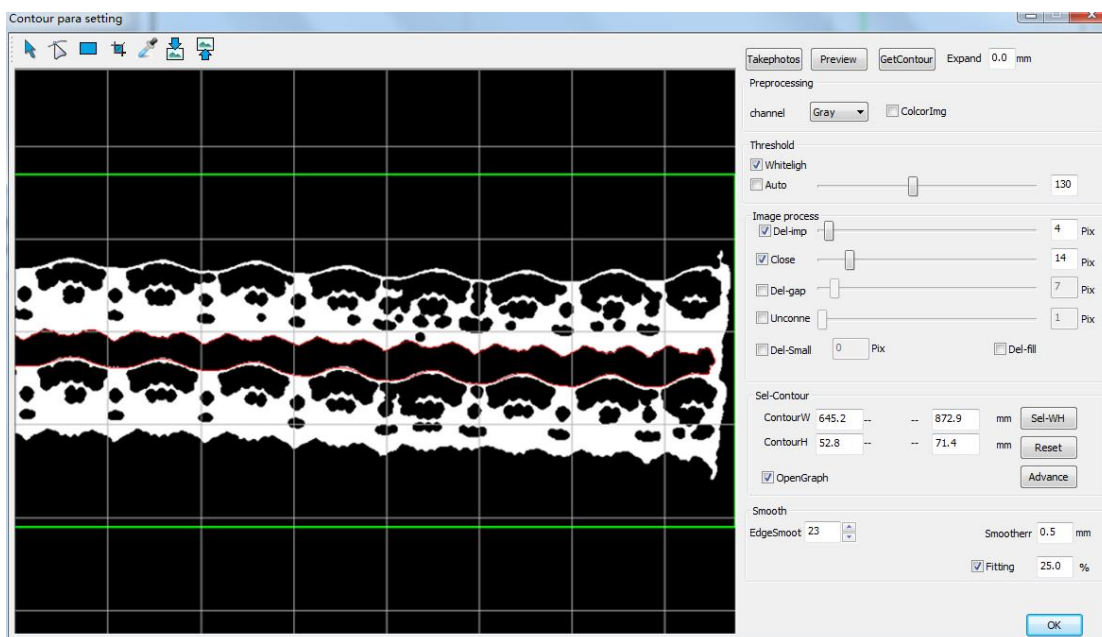 Contour para setting
Takephotos Preview GetContour Expand 0.0 mm
Preprocessing
channel Gray ColcorImg
Threshold
Whiteligh
Auto 130
Image process
Del-imp 4 Pix
Close 14 Pix
Del-gap 7 Pix
Unconne 1 Pix
Del-Small 0 Pix Del-fill
Sel-Contour
ContourW 645.2 -- -- 872.9 mm Sel-WH
ContourH 52.8 -- -- 71.4 mm Reset
OpenGraph Advance
Smooth
EdgeSmoot 23 Smootherr 0.5 mm
Fitting 25.0 %
OK